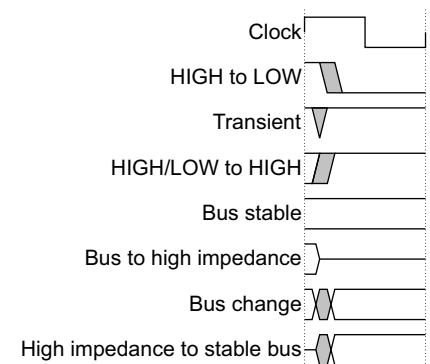 Clock
HIGH to LOW
Transient
HIGH/LOW to HIGH
Bus stable
Bus to high impedance
Bus change
High impedance to stable bus